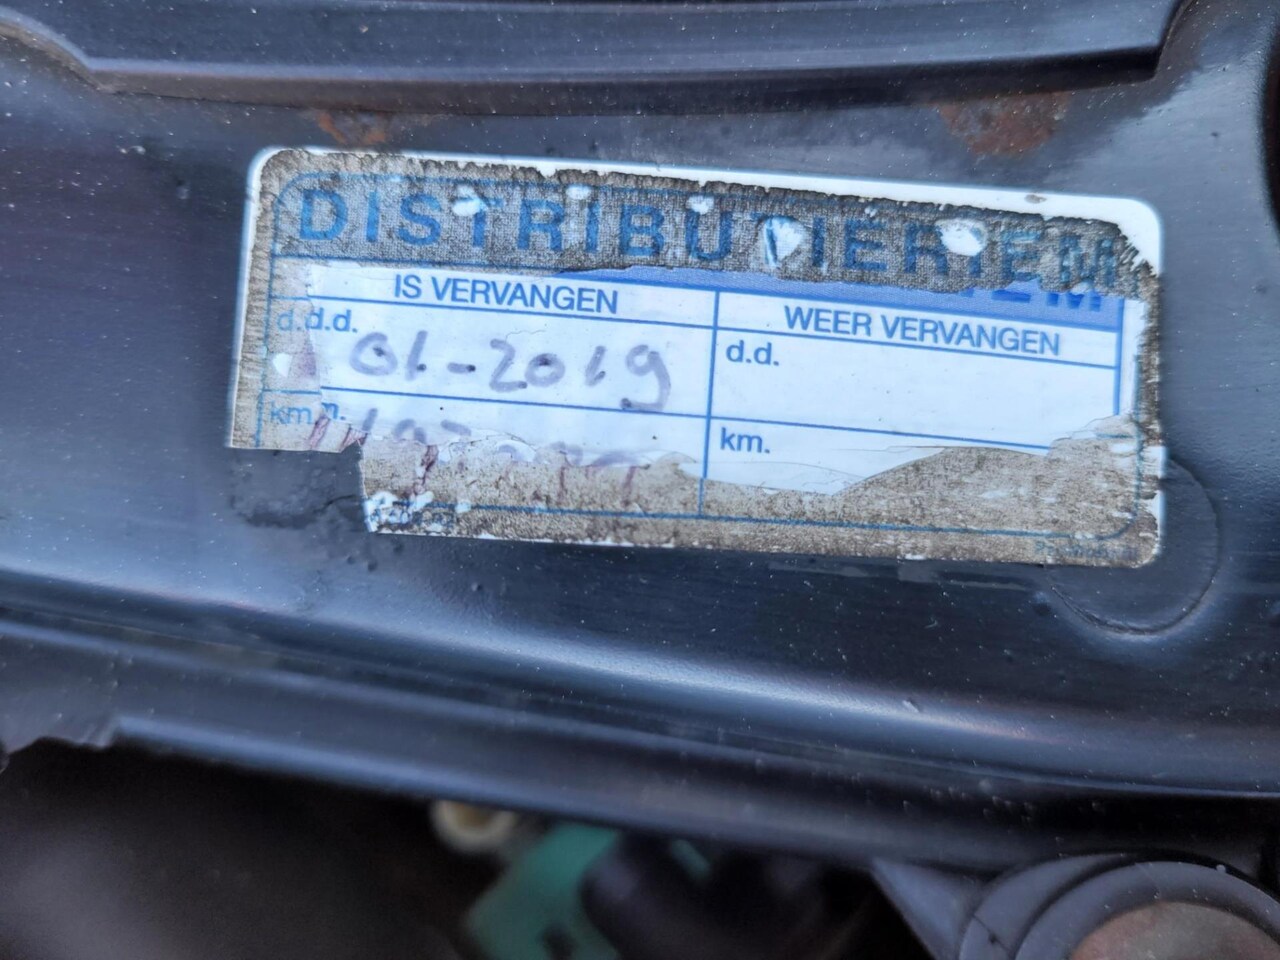 DISTRIBUTIERIEM
IS VERVANGEN
WEER VERVANGEN
d.d.d.
01-2019
d.d.
km.
km.